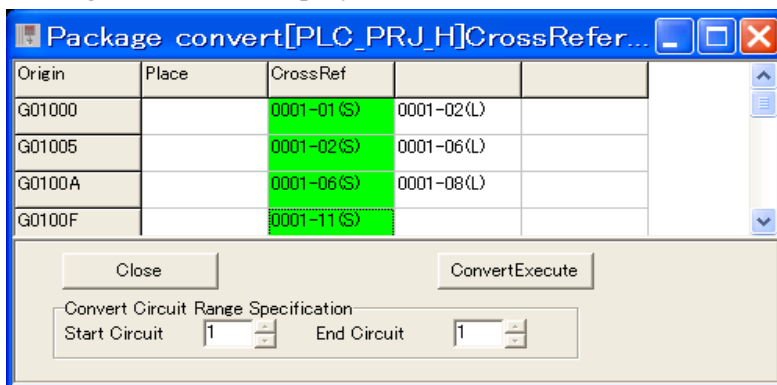 Package convert[PLC_PRJ_H]CrossRefer...
Origin Place CrossRef
G01000 0001-01(S) 0001-02(L)
G01005 0001-02(S) 0001-06(L)
G0100A 0001-06(S) 0001-08(L)
G0100F 0001-11(S)
Close ConvertExecute
Convert Circuit Range Specification
Start Circuit 1 End Circuit 1